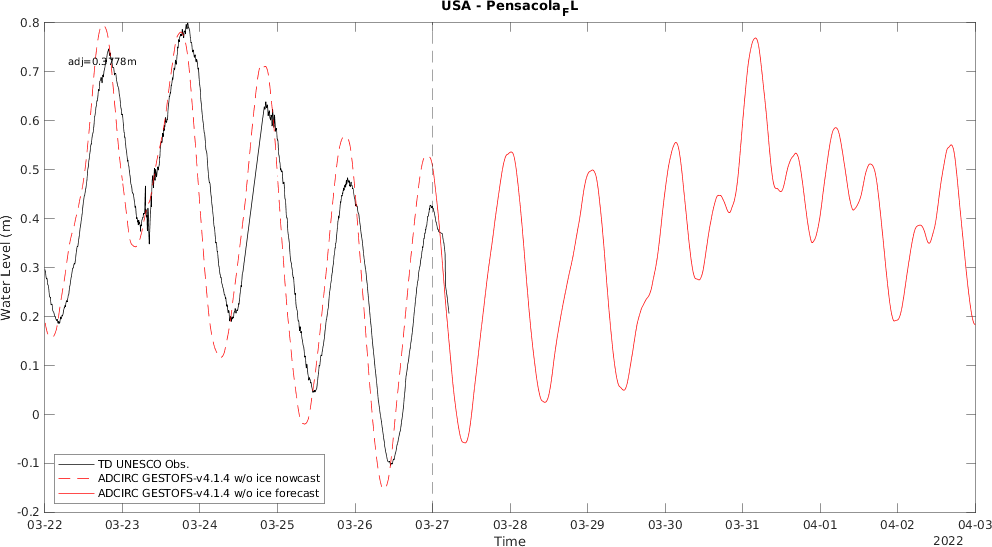 USA - Pensacola_FL
0.8
adj=0.3778m
0.7
0.6
0.5
0.4
0.3
0.2
0.1
0
-0.1
-0.2
Water Level (m)
TD UNESCO Obs.
ADCIRC GESTOFS-v4.1.4 w/o ice nowcast
ADCIRC GESTOFS-v4.1.4 w/o ice forecast
03-22 03-23 03-24 03-25 03-26 03-27 03-28 03-29 03-30 03-31 04-01 04-02 04-03
Time
2022